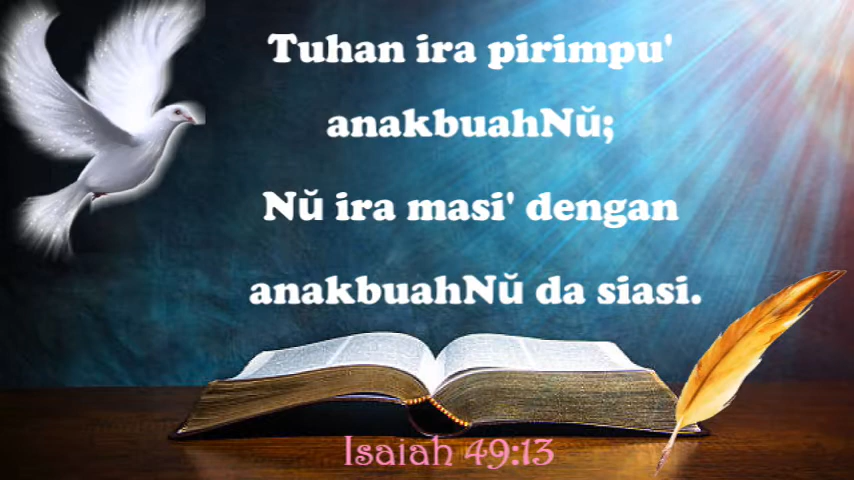 Tuhan ira pirimpu'
anakbuahNŭ;
Nŭ ira masi' dengan
anakbuahNŭ da siasi.
Isaiah 49:13